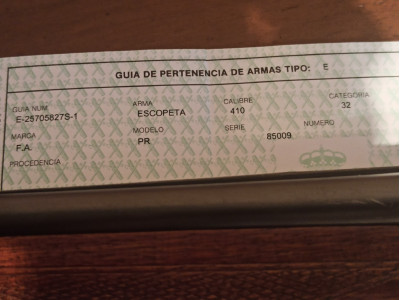 GUIA DE PERTENENCIA DE ARMAS TIPO: E
GUIA NUM. ARMA CALIBRE CATEGORIA
E-25705827S-1 ESCOPETA 410 32
MARCA MODELO SERIE NUMERO
F.A. PR. 85009
PROCEDENCIA